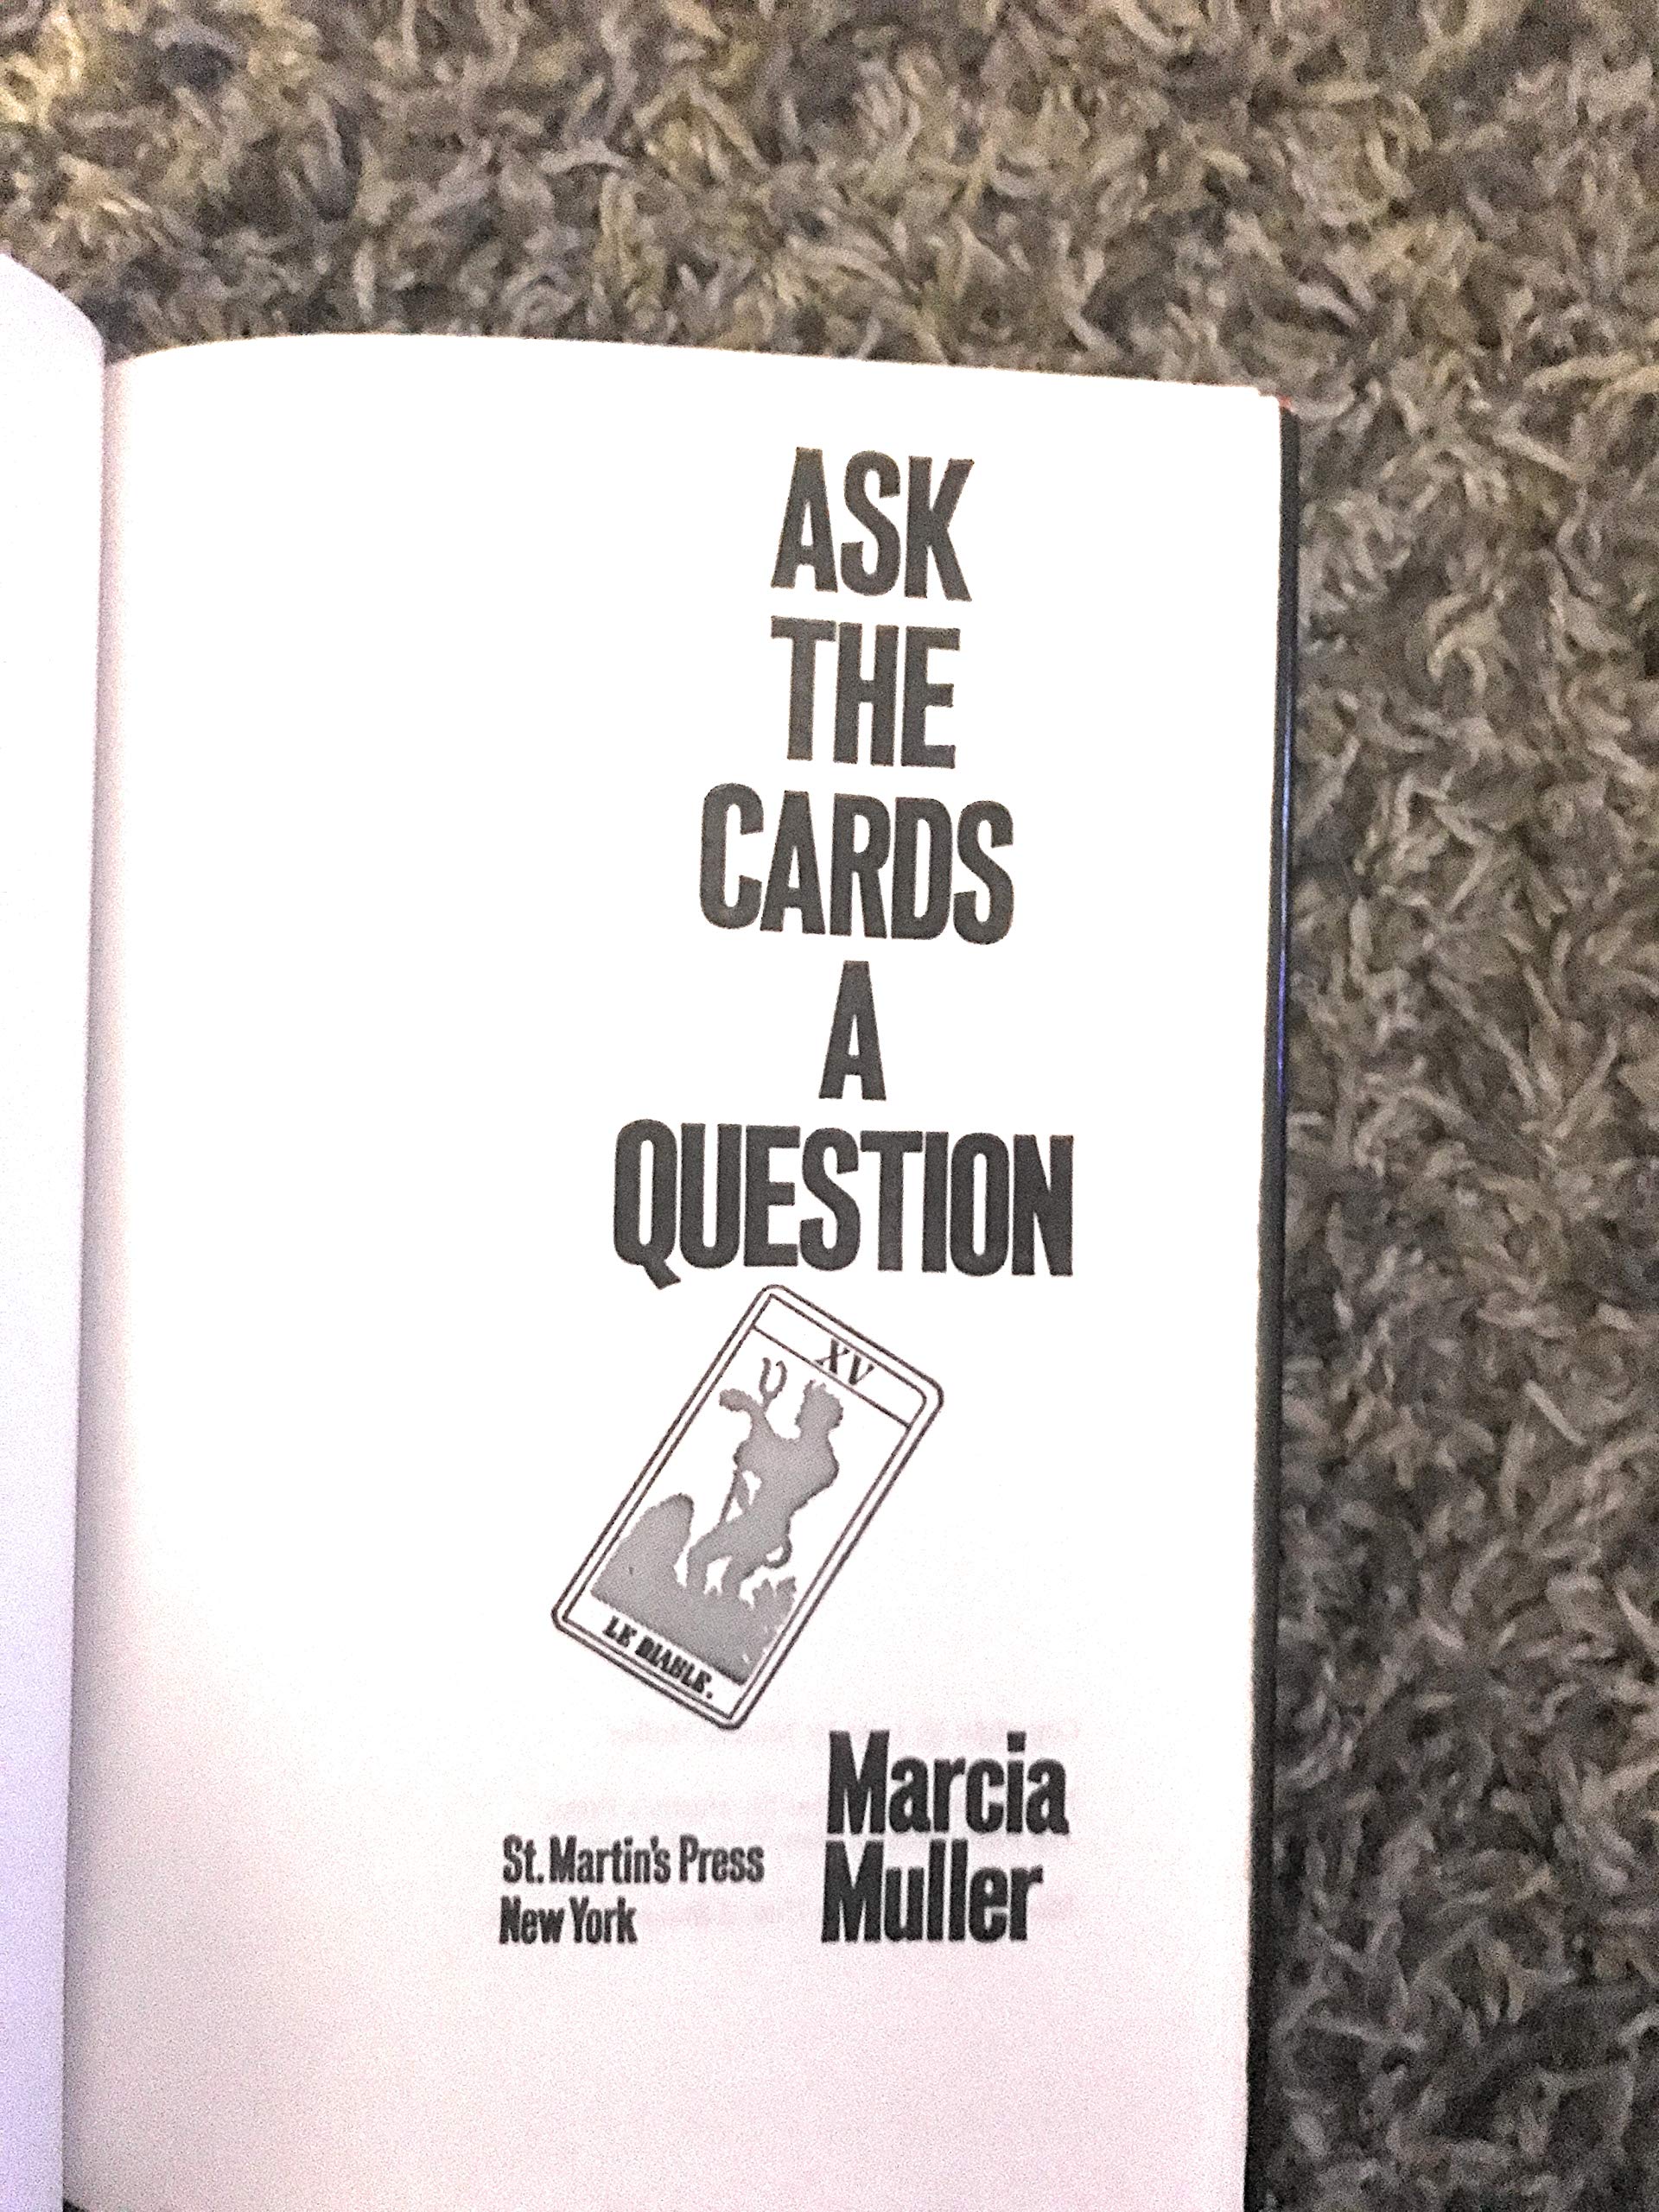 ASK
THE
CARDS
A
QUESTION
XV
LE DIABLE.
Marcia
Muller
St. Martin's Press
New York